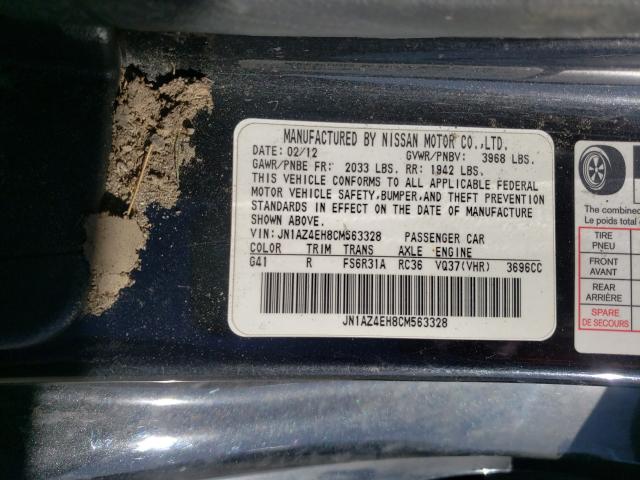 MANUFACTURED BY NISSAN MOTOR CO.,LTD.
DATE: 02/12 GVWR/PNBV: 3968 LBS.
GAWR/PNBE FR: 2033 LBS. RR: 1942 LBS.
THIS VEHICLE CONFORMS TO ALL APPLICABLE FEDERAL
MOTOR VEHICLE SAFETY,BUMPER,AND THEFT PREVENTION
STANDARDS IN EFFECT ON THE DATE OF MANUFACTURE
SHOWN ABOVE.
VIN: JN1AZ4EH8CM563328 PASSENGER CAR
COLOR TRIM TRANS AXLE ENGINE
G41 R FS6R31A RC36 VQ37(VHR) 3696CC
JN1AZ4EH8CM563328
The combined
Le poids total
TIRE
PNEU
FRONT
AVANT
REAR
ARRIÈRE
SPARE
DE SECOURS